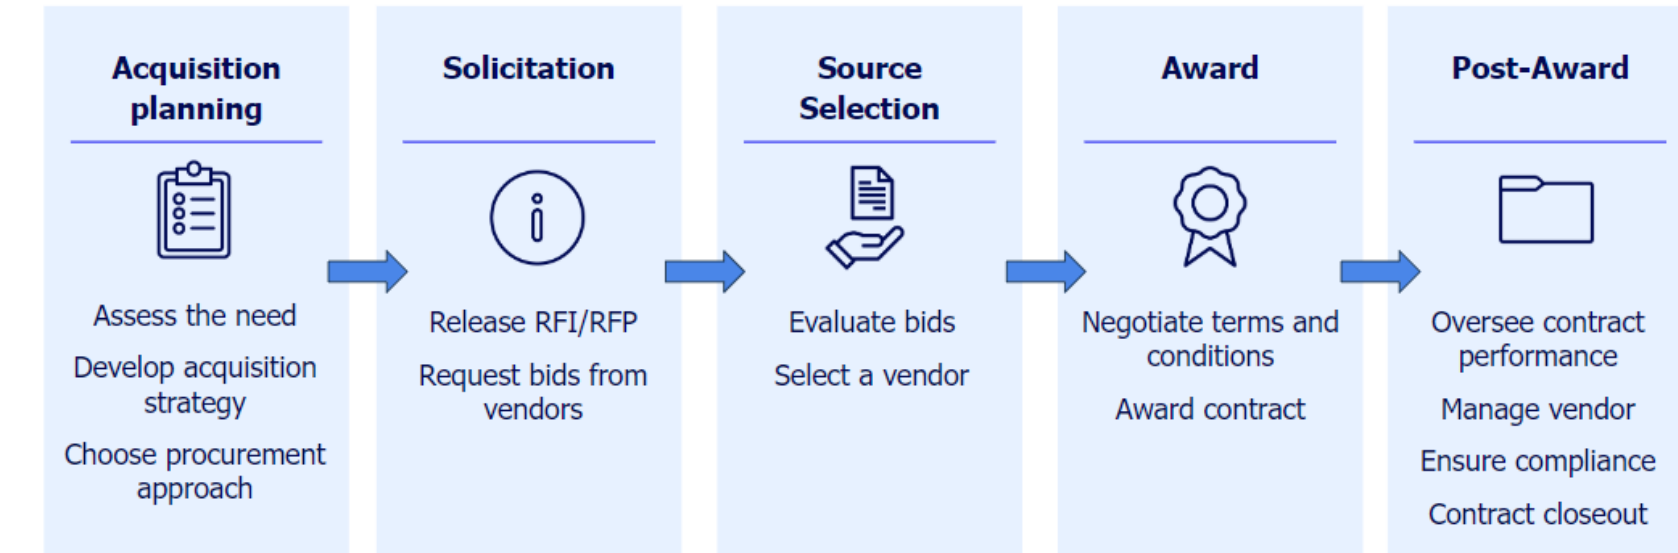 Acquisition
planning
Assess the need
Develop acquisition
strategy
Choose procurement
approach
Solicitation
Release RFI/RFP
Request bids from
vendors
Source
Selection
Evaluate bids
Select a vendor
Award
Negotiate terms and
conditions
Award contract
Post-Award
Oversee contract
performance
Manage vendor
Ensure compliance
Contract closeout